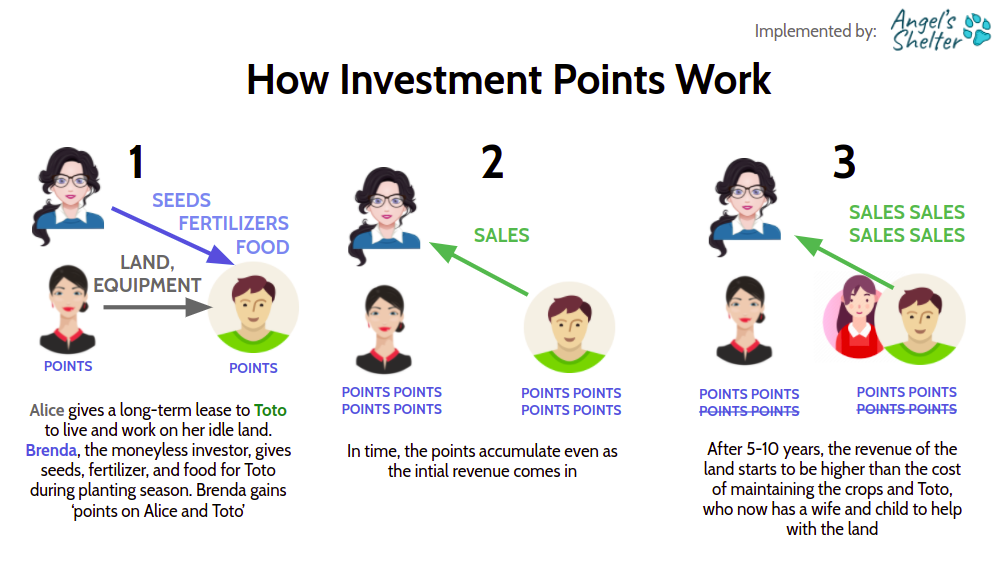 Implemented by:
Angel's
Shelter
How Investment Points Work
1
SEEDS
FERTILIZERS
FOOD
LAND,
EQUIPMENT
POINTS
POINTS
Alice gives a long-term lease to Toto
to live and work on her idle land.
Brenda, the moneyless investor, gives
seeds, fertilizer, and food for Toto
during planting season. Brenda gains
'points on Alice and Toto'
2
SALES
POINTS POINTS
POINTS POINTS
POINTS POINTS
POINTS POINTS
In time, the points accumulate even as
the intial revenue comes in
3
SALES SALES
SALES SALES
POINTS POINTS
POINTS POINTS
POINTS POINTS
POINTS POINTS
After 5-10 years, the revenue of the
land starts to be higher than the cost
of maintaining the crops and Toto,
who now has a wife and child to help
with the land